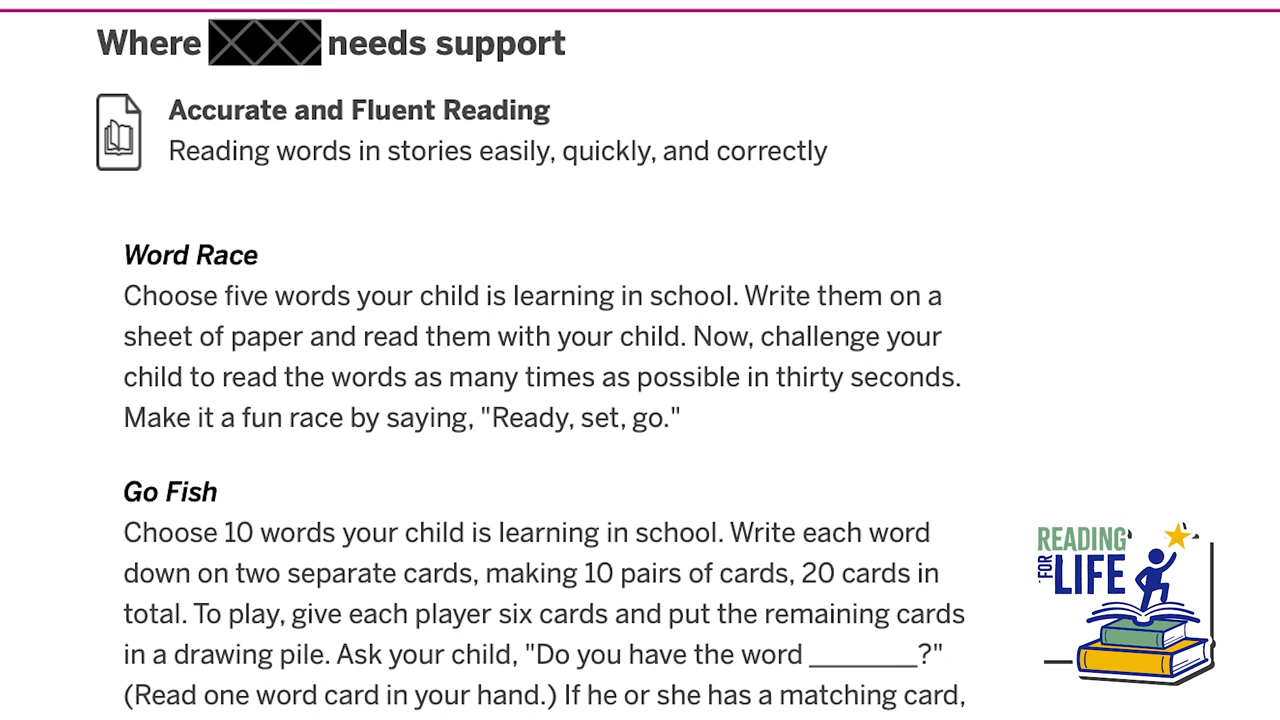 Where needs support
Accurate and Fluent Reading
Reading words in stories easily, quickly, and correctly
Word Race
Choose five words your child is learning in school. Write them on a
sheet of paper and read them with your child. Now, challenge your
child to read the words as many times as possible in thirty seconds.
Make it a fun race by saying, "Ready, set, go."
Go Fish
Choose 10 words your child is learning in school. Write each word
down on two separate cards, making 10 pairs of cards, 20 cards in
total. To play, give each player six cards and put the remaining cards
in a drawing pile. Ask your child, "Do you have the word ________?"
(Read one word card in your hand.) If he or she has a matching card,
READING
FOR
LIFE